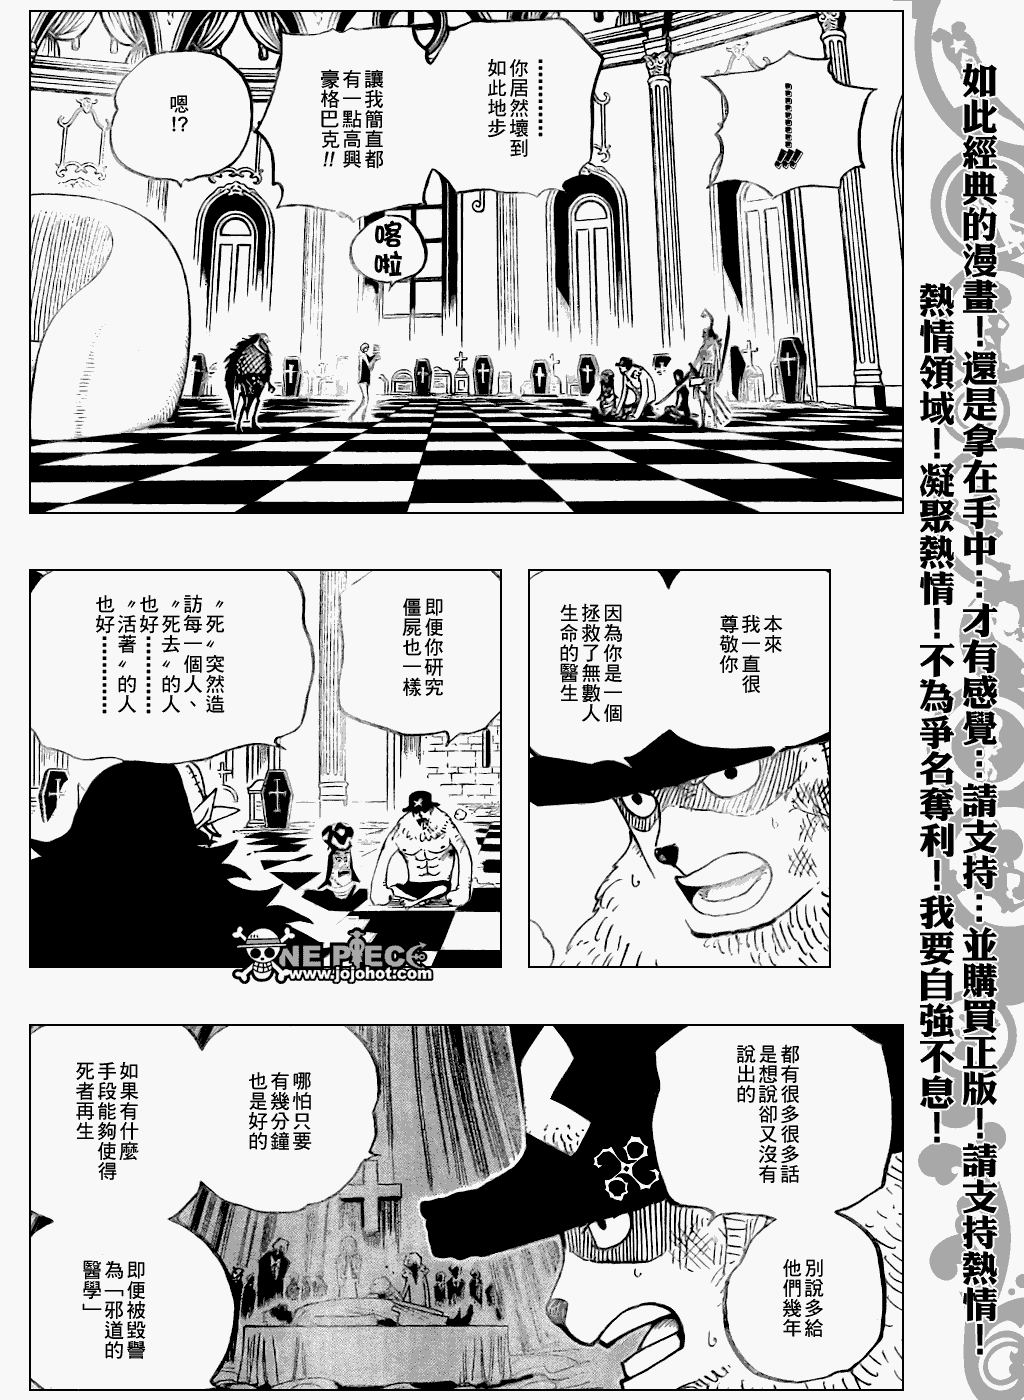 ………!!!
…………
你居然壞到
如此地步
讓我簡直都
有一點高興
豪格巴克!!
嗯!?
喀啦
本來
我一直很
尊敬你
因為你是一個
拯救了無數人
生命的醫生
即便你研究
僵屍也一樣
〝死〞突然造
訪每一個人、
〝死去〞的人
也好………
〝活著〞的人
也好…………
ONE PIECE
www.jojohot.com
都有很多很多話
是想說卻又沒有
說出的
別說多給
他們幾年
哪怕只要
有幾分鐘
也是好的
如果有什麼
手段能夠使得
死者再生
即便被毀譽
為「邪道的
醫學」
如此經典的漫畫！還是拿在手中…才有感覺…請支持…並購買正版！請支持熱情！
熱情領域！凝聚熱情！不為爭名奪利！我要自強不息！